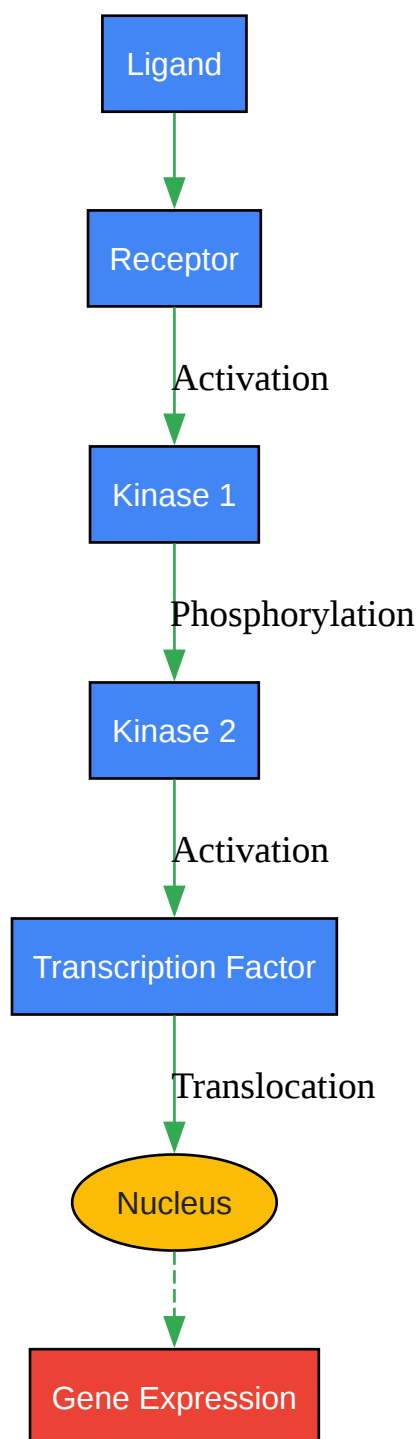 Ligand
Receptor
Activation
Kinase 1
Phosphorylation
Kinase 2
Activation
Transcription Factor
Translocation
Nucleus
Gene Expression